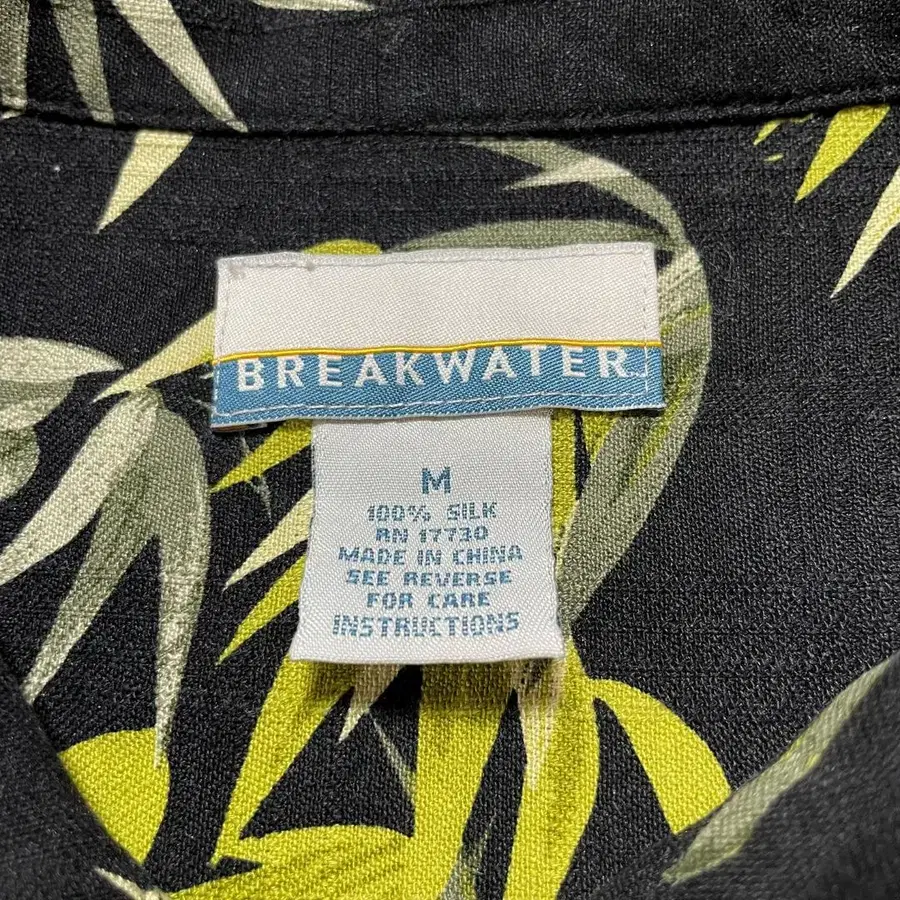 BREAKWATER
M
100% SILK
RN 17730
MADE IN CHINA
SEE REVERSE
FOR CARE
INSTRUCTIONS